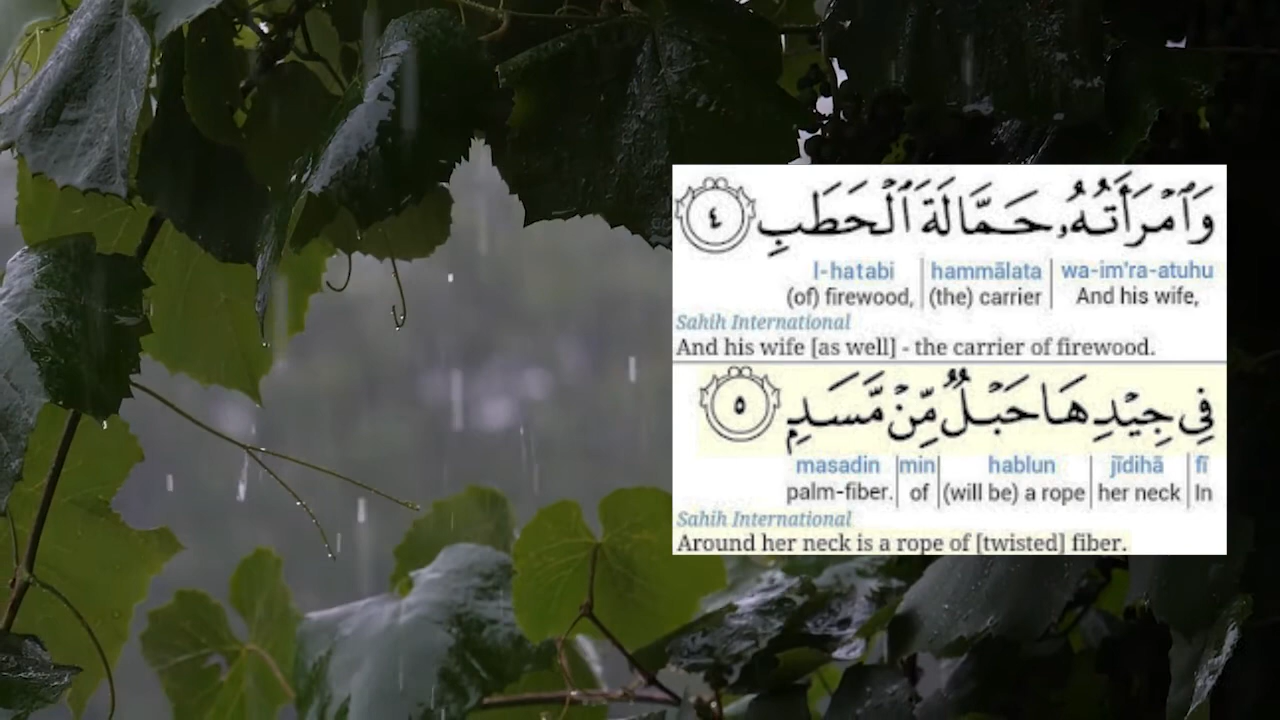 وَٱمْرَأَتُهُۥ حَمَّالَةَ ٱلْحَطَبِ ٤
wa-im'ra-atuhu hammālata l-hatabi
And his wife, (the) carrier (of) firewood,
Sahih International
And his wife [as well] - the carrier of firewood.
فِى جِيدِهَا حَبْلٌ مِّن مَّسَدٍ ٥
fī jīdihā hablun min masadin
In her neck (will be) a rope of palm-fiber.
Sahih International
Around her neck is a rope of [twisted] fiber.